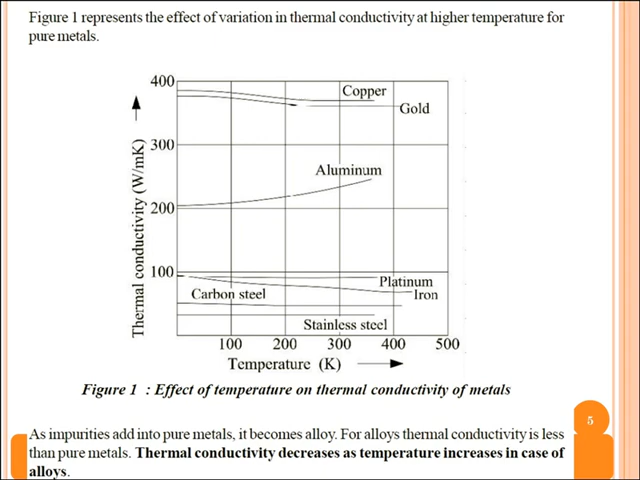 Figure 1 represents the effect of variation in thermal conductivity at higher temperature for
pure metals.
400
Copper
Gold
300
Aluminum
200
100
Platinum
Carbon steel
Iron
Stainless steel
Thermal conductivity (W/mK)
100 200 300 400 500
Temperature (K)
Figure 1 : Effect of temperature on thermal conductivity of metals
5
As impurities add into pure metals, it becomes alloy. For alloys thermal conductivity is less
than pure metals. Thermal conductivity decreases as temperature increases in case of
alloys.